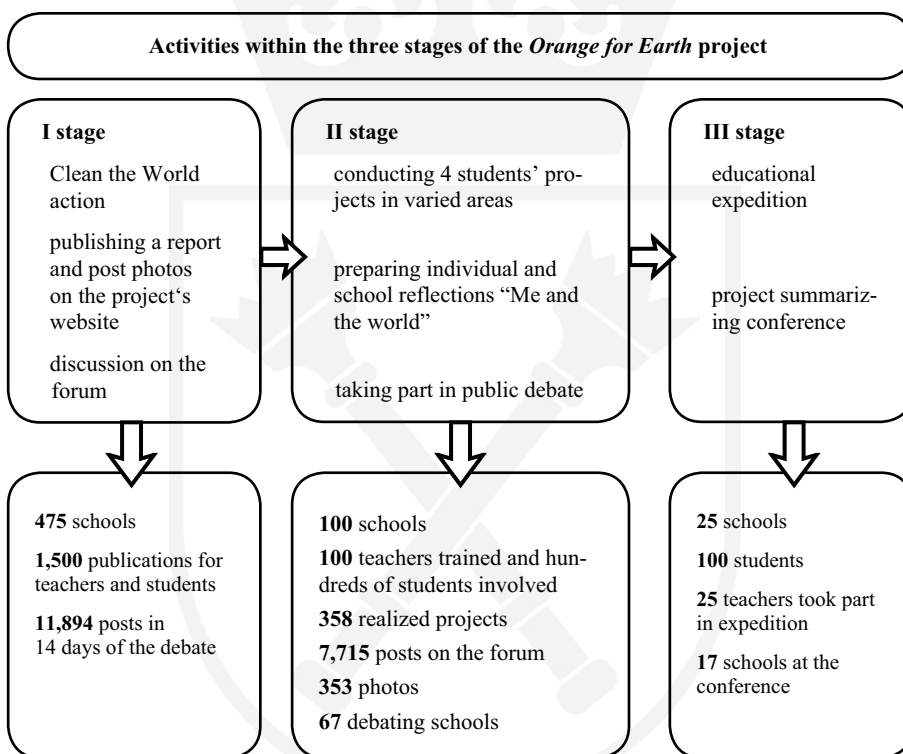 Activities within the three stages of the Orange for Earth project
I stage
Clean the World
action
publishing a report
and post photos
on the project‘s
website
discussion on the
forum
II stage
conducting 4 students’ pro-
jects in varied areas
preparing individual and
school reflections “Me and
the world”
taking part in public debate
III stage
educational
expedition
project summariz-
ing conference
475 schools
1,500 publications for
teachers and students
11,894 posts in
14 days of the debate
100 schools
100 teachers trained and hun-
dreds of students involved
358 realized projects
7,715 posts on the forum
353 photos
67 debating schools
25 schools
100 students
25 teachers took part
in expedition
17 schools at the
conference